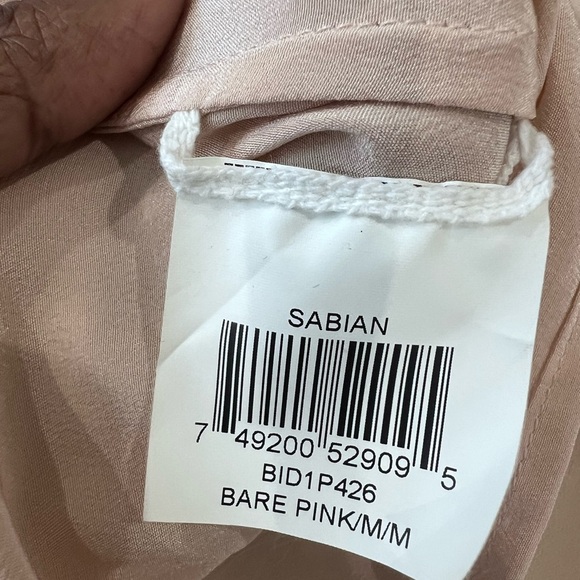 SABIAN
7 49200 52909 5
BID1P426
BARE PINK/M/M